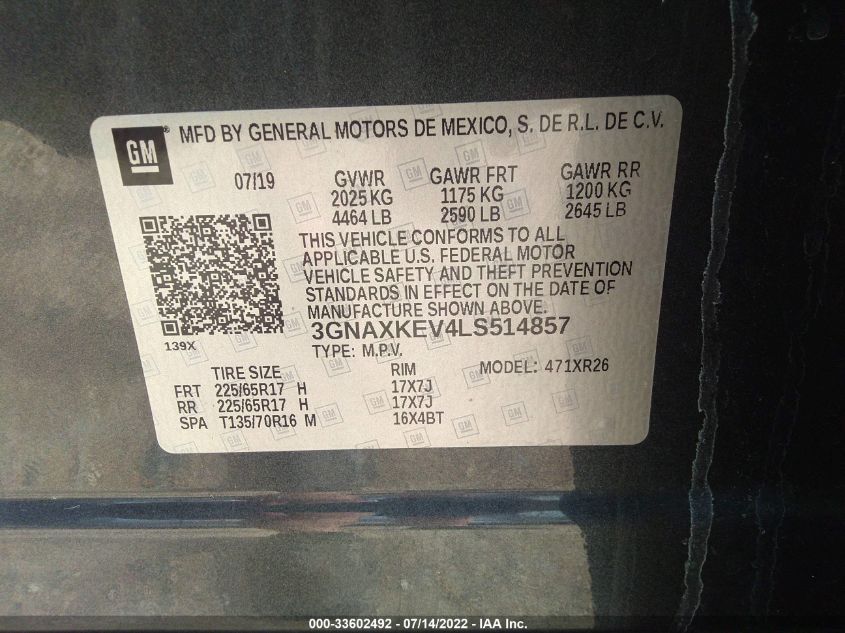 GM® MFD BY GENERAL MOTORS DE MEXICO, S. DE R.L. DE C.V.
07/19 GVWR GAWR FRT GAWR RR
2025 KG 1175 KG 1200 KG
4464 LB 2590 LB 2645 LB
THIS VEHICLE CONFORMS TO ALL
APPLICABLE U.S. FEDERAL MOTOR
VEHICLE SAFETY AND THEFT PREVENTION
STANDARDS IN EFFECT ON THE DATE OF
MANUFACTURE SHOWN ABOVE.
3GNAXKEV4LS514857
139X
TYPE: M.P.V.
TIRE SIZE RIM MODEL: 471XR26
FRT 225/65R17 H 17X7J
RR 225/65R17 H 17X7J
SPA T135/70R16 M 16X4BT
000-33602492 - 07/14/2022 - IAA Inc.